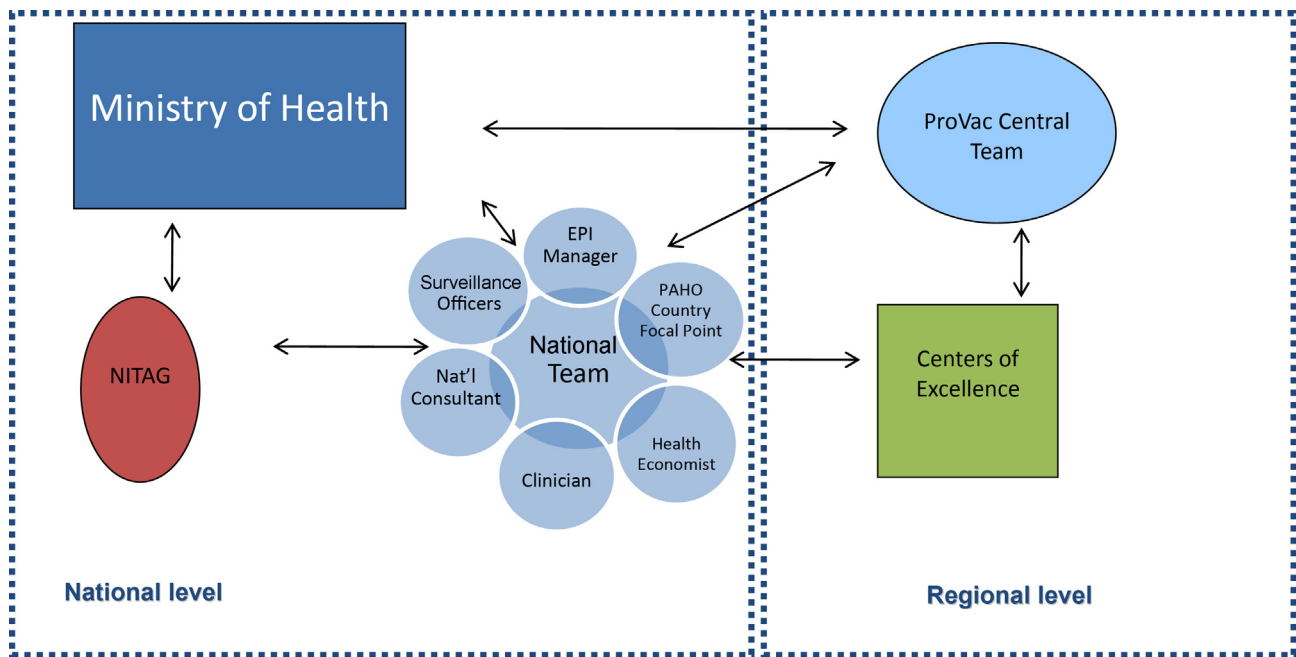 Ministry of Health
ProVac Central
Team
EPI
Manager
Surveillance
Officers
PAHO
Country
Focal Point
National
Team
NITAG
Nat'l
Consultant
Centers of
Excellence
Health
Economist
Clinician
National level
Regional level